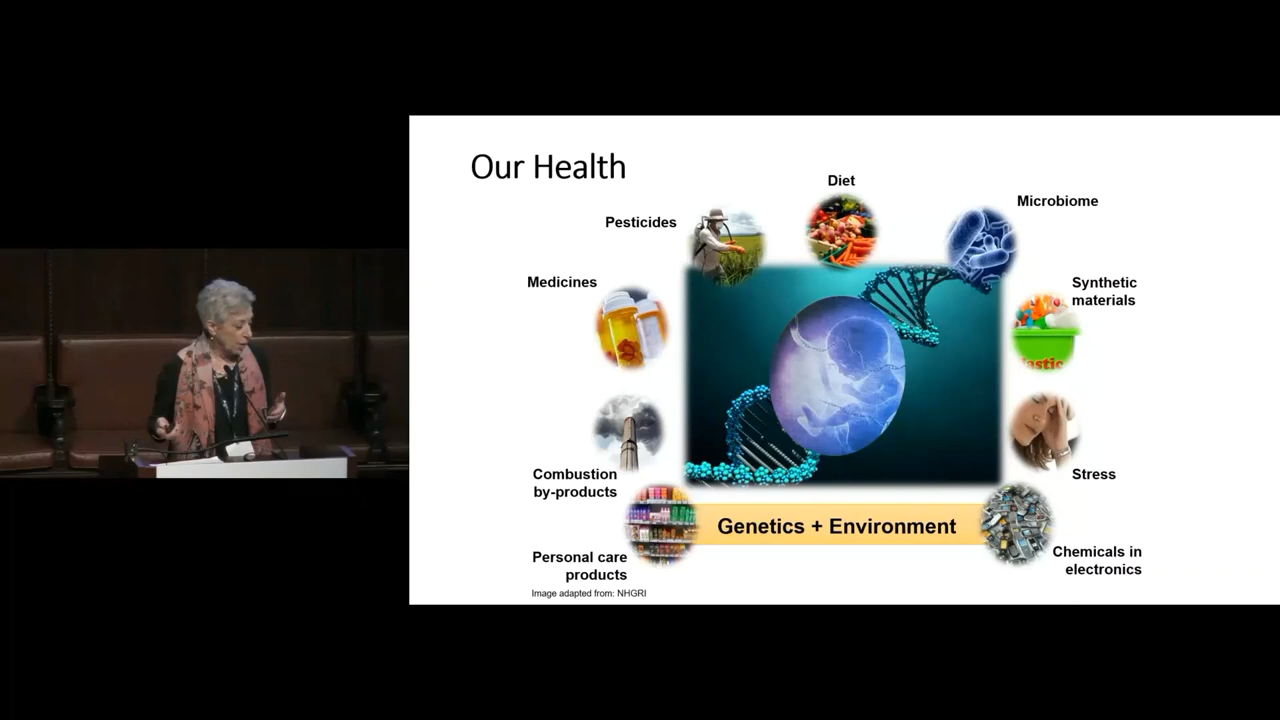 Our Health
Diet
Microbiome
Pesticides
Medicines
Synthetic
materials
Combustion
by-products
Stress
Genetics + Environment
Personal care
products
Chemicals in
electronics
Image adapted from: NHGRI
astic